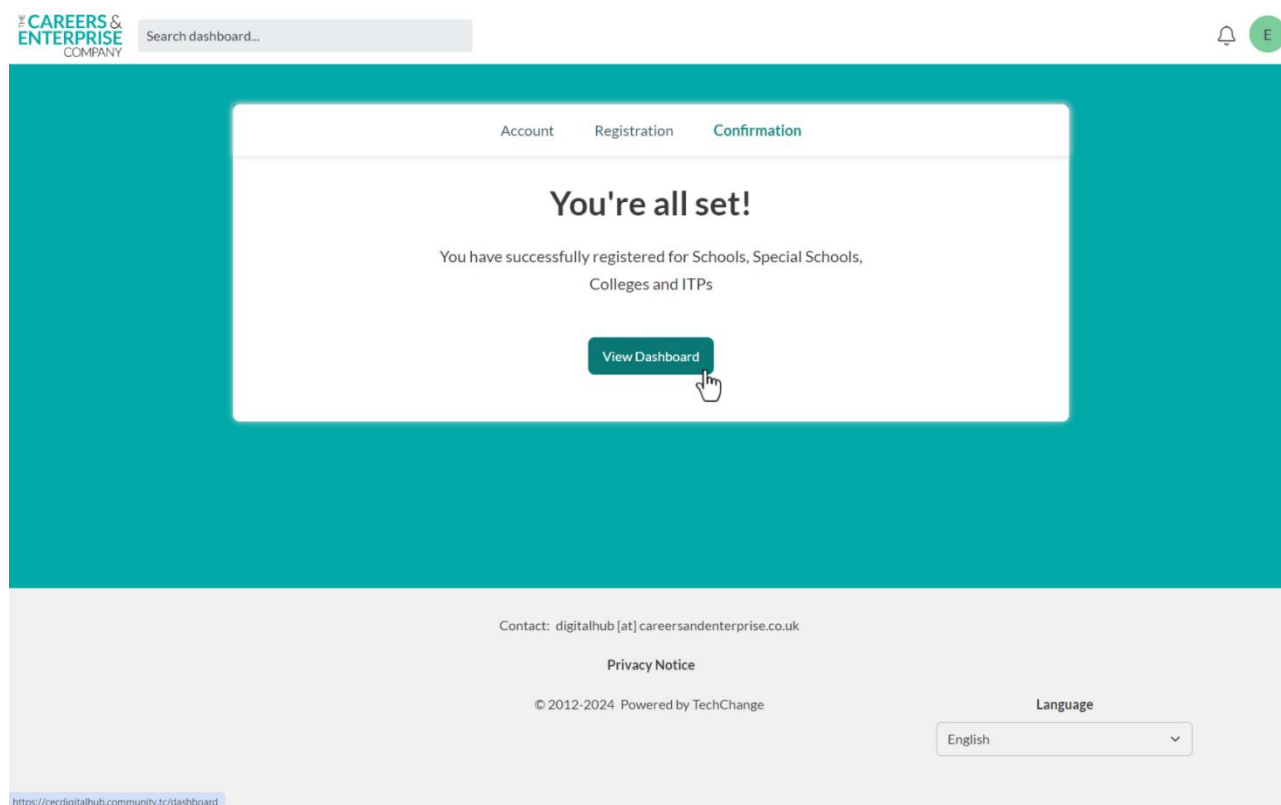 THE
CAREERS &
ENTERPRISE
COMPANY
Search dashboard...
E
Account Registration Confirmation
You're all set!
You have successfully registered for Schools, Special Schools,
Colleges and ITPs
View Dashboard
Contact: digitalhub [at] careersandenterprise.co.uk
Privacy Notice
© 2012-2024 Powered by TechChange
Language
English
https://cecdigitalhub.community.tc/dashboard